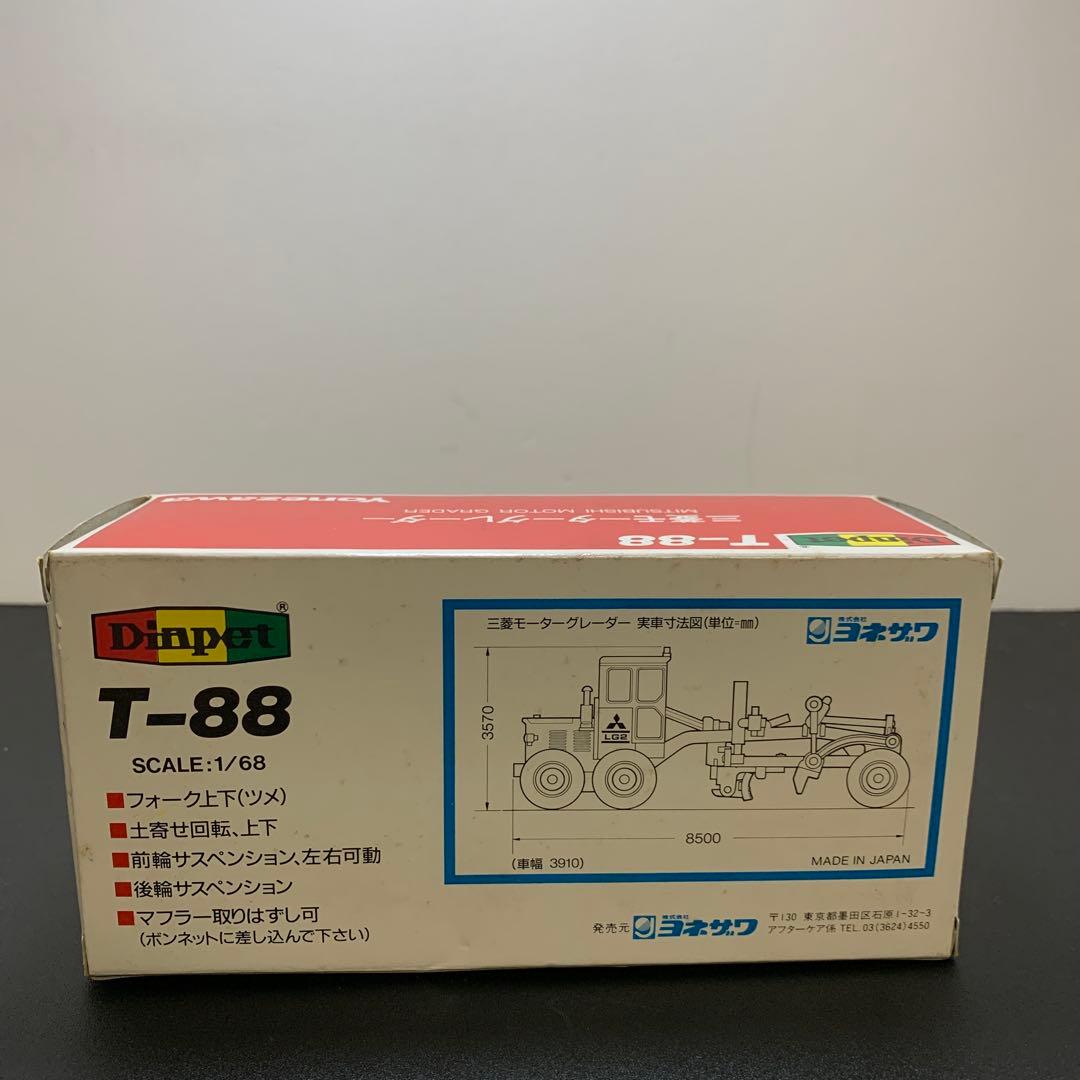 Yonezawa
三菱モーターグレーダー
MITSUBISHI MOTOR GRADER
T-88
Diapet
Diapet®
T-88
SCALE:1/68
■フォーク上下(ツメ)
■土寄せ回転、上下
■前輪サスペンション、左右可動
■後輪サスペンション
■マフラー取りはずし可
(ボンネットに差し込んで下さい)
三菱モーターグレーダー 実車寸法図(単位=mm)
株式会社
ヨネザワ
3570
LG2
8500
(車幅 3910)
MADE IN JAPAN
発売元 株式会社 ヨネザワ
〒130 東京都墨田区石原1-32-3
アフターケア係 TEL.03(3624)4550